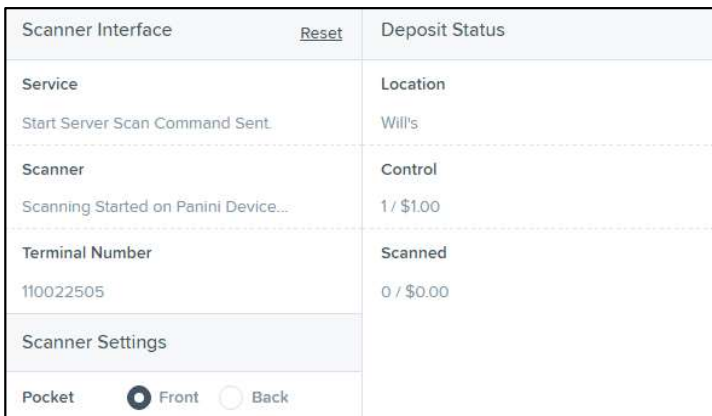 Scanner Interface Reset
Service
Start Server Scan Command Sent.
Scanner
Scanning Started on Panini Device...
Terminal Number
110022505
Scanner Settings
Pocket Front Back
Deposit Status
Location
Will's
Control
1 / $1.00
Scanned
0 / $0.00